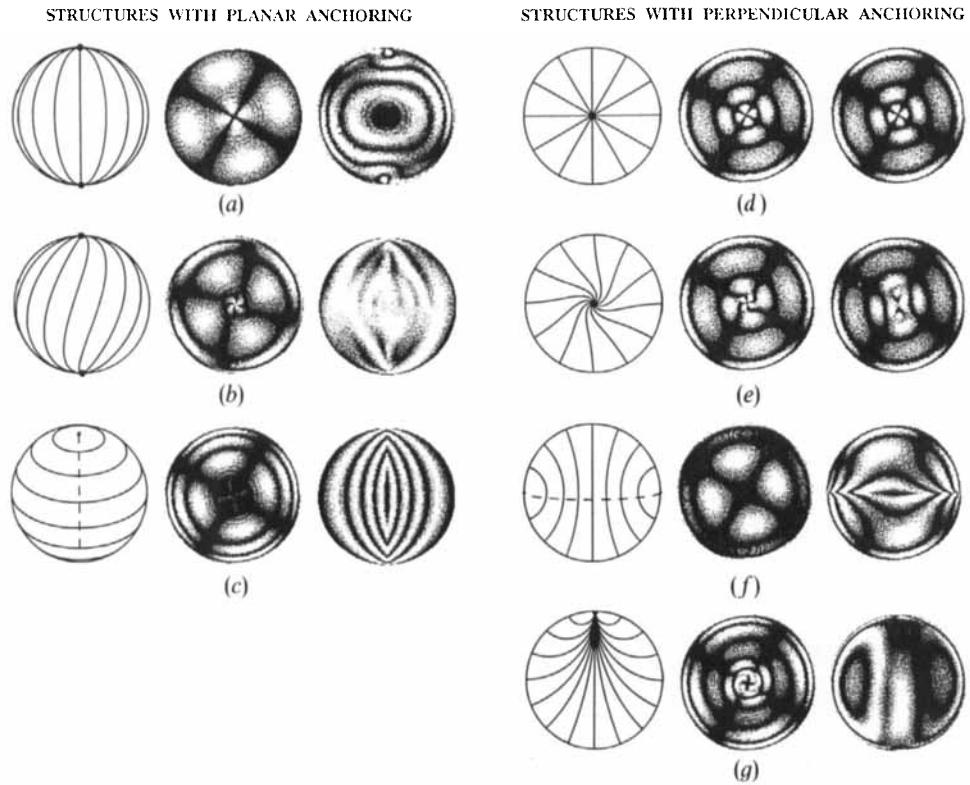 STRUCTURES WITH PLANAR ANCHORING
STRUCTURES WITH PERPENDICULAR ANCHORING
(a)
(b)
(c)
(d)
(e)
(f)
(g)